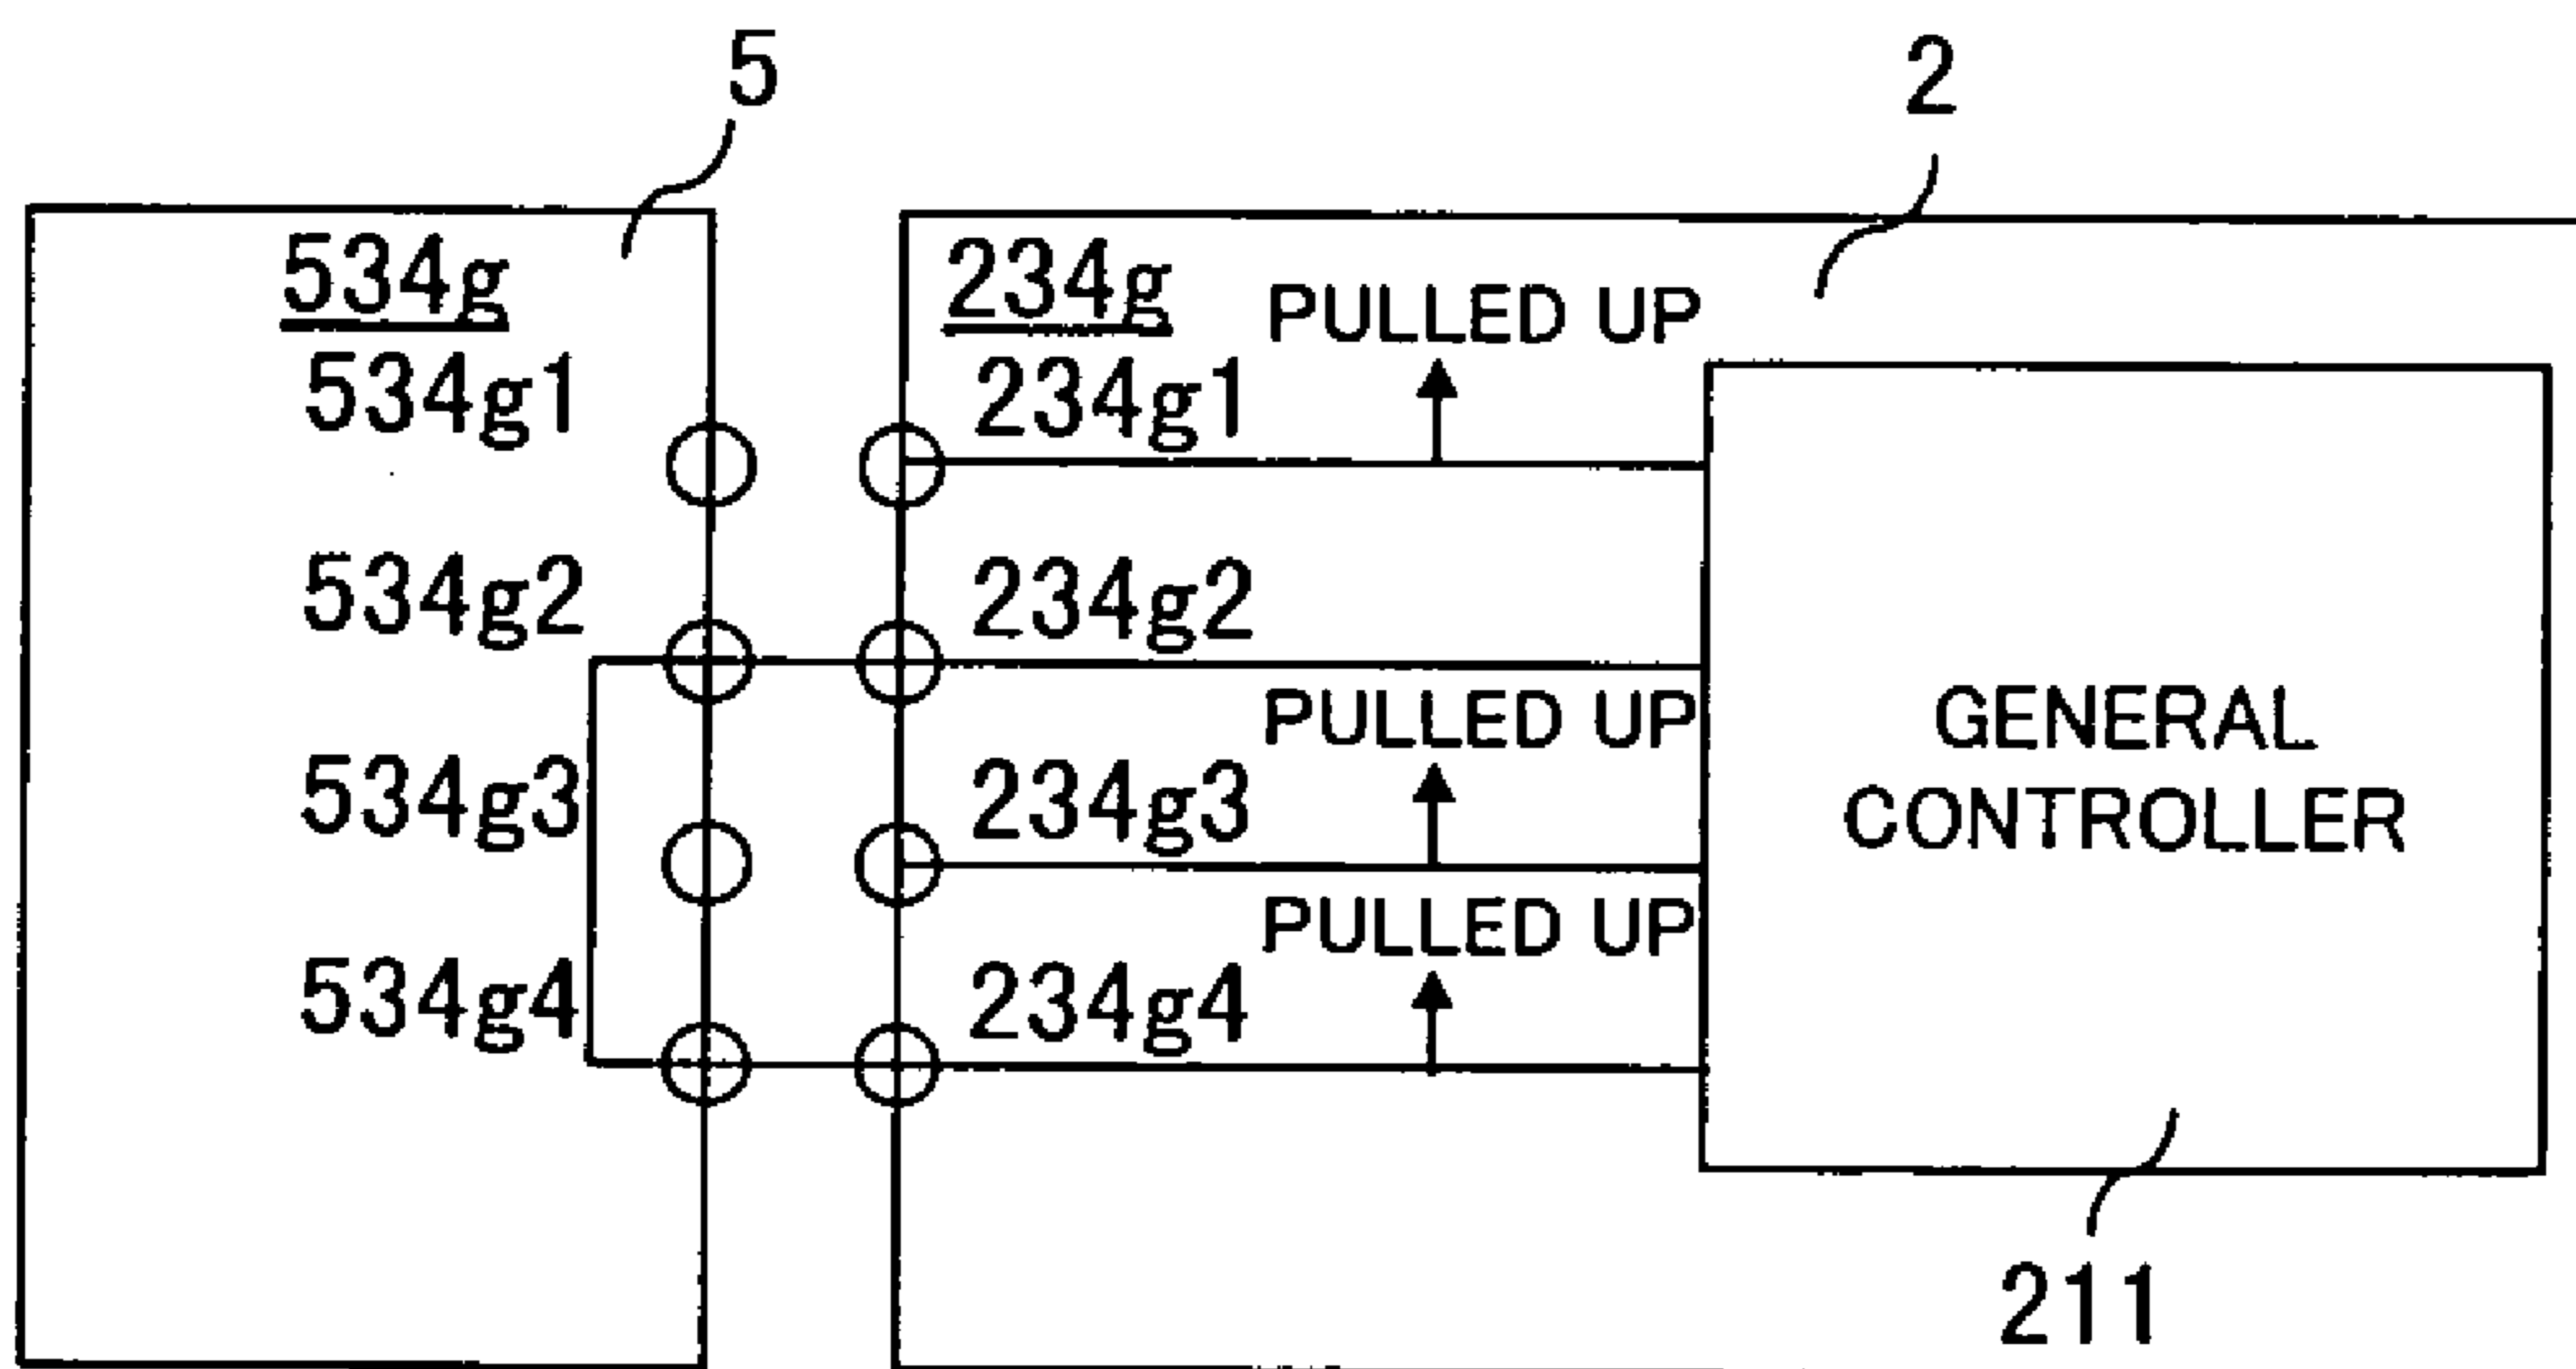 5
2
534g
234g
PULLED UP
534g1
234g1
534g2
234g2
PULLED UP
GENERAL
CONTROLLER
534g3
234g3
PULLED UP
534g4
234g4
211